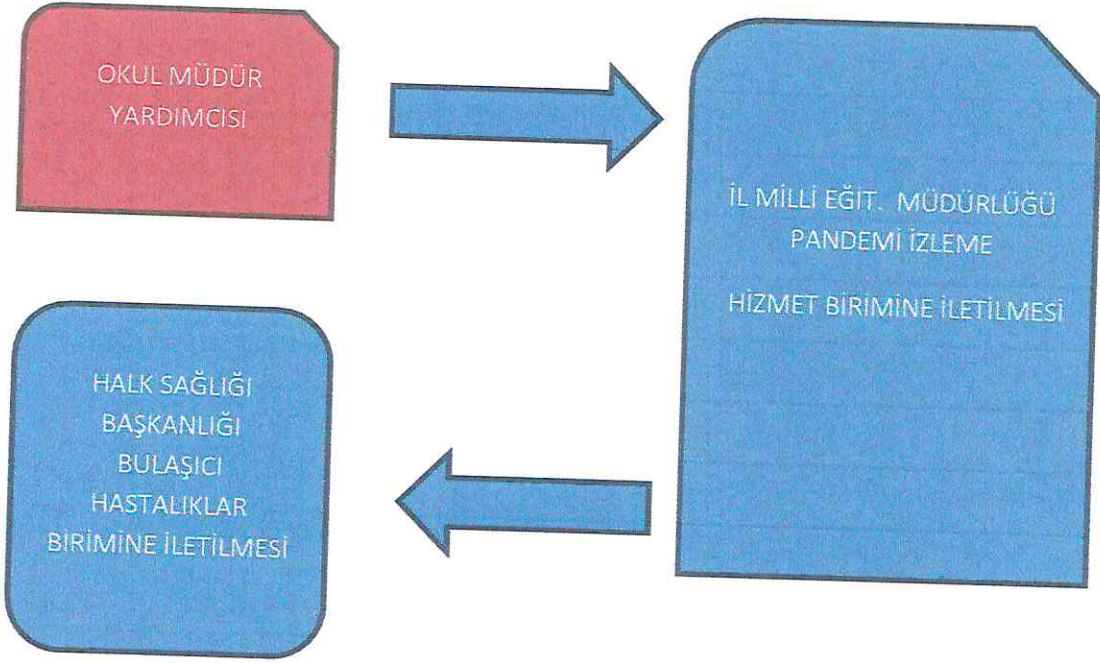 OKUL MÜDÜR
YARDIMCISI
İL MİLLİ EĞİT. MÜDÜRLÜĞÜ
PANDEMİ İZLEME
HİZMET BİRİMİNE İLETİLMESİ
HALK SAĞLIĞI
BAŞKANLIĞI
BULAŞICI
HASTALIKLAR
BİRİMİNE İLETİLMESİ